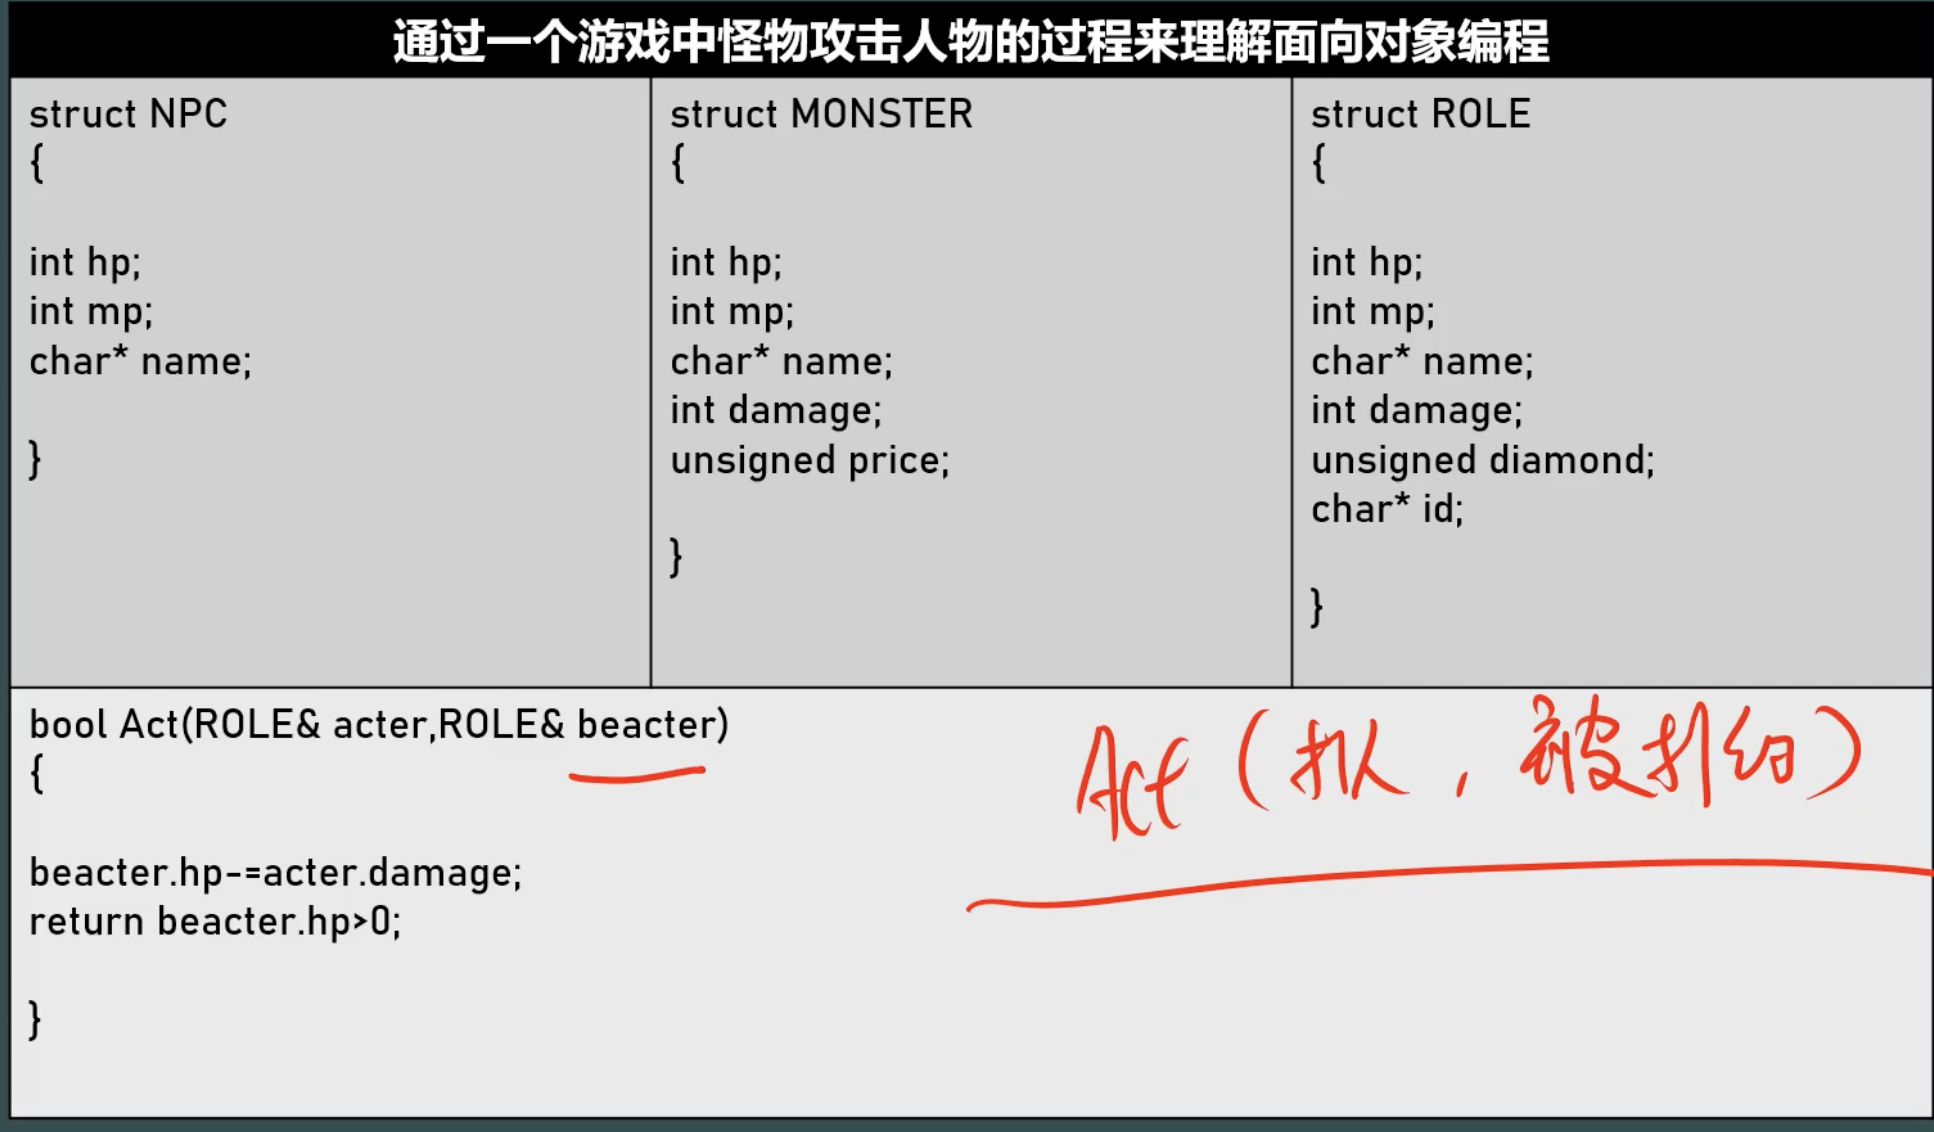 通过一个游戏中怪物攻击人物的过程来理解面向对象编程
struct NPC
{
int hp;
int mp;
char* name;
}
struct MONSTER
{
int hp;
int mp;
char* name;
int damage;
unsigned price;
}
struct ROLE
{
int hp;
int mp;
char* name;
int damage;
unsigned diamond;
char* id;
}
bool Act(ROLE& acter,ROLE& beacter)
{
beacter.hp-=acter.damage;
return beacter.hp>0;
}
Act ( 人 , 被 )